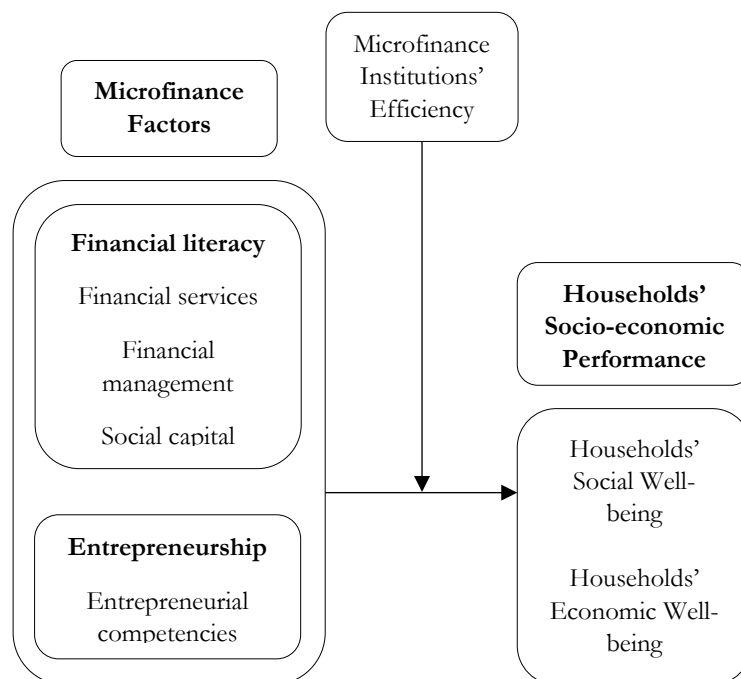 Microfinance
Institutions’
Efficiency
Microfinance
Factors
Financial literacy
Financial services
Financial
management
Social capital
Entrepreneurship
Entrepreneurial
competencies
Households’
Socio-economic
Performance
Households’
Social Well-
being
Households’
Economic Well-
being